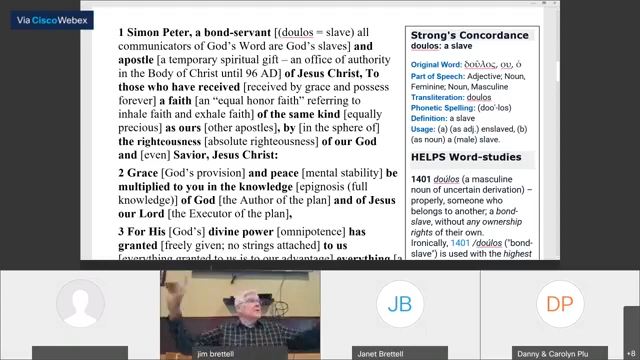 Via Cisco Webex
1 Simon Peter, a bond-servant [(doulos = slave) all
communicators of God's Word are God's slaves] and
apostle [a temporary spiritual gift – an office of authority
in the Body of Christ until 96 AD] of Jesus Christ, To
those who have received [received by grace and possess
forever] a faith [an "equal honor faith" referring to
inhale faith and exhale faith] of the same kind [equally
precious] as ours [other apostles], by [in the sphere of]
the righteousness [absolute righteousness] of our God
and [even] Savior, Jesus Christ:
2 Grace [God's provision] and peace [mental stability]
be multiplied to you in the knowledge
[epignosis (full
knowledge)] of God [the Author of the plan] and of Jesus
our Lord [the Executor of the plan],
3 For His [God's] divine power [omnipotence] has
granted [freely given; no strings attached] to us
[everything granted to us is to our advantage] everything [a
Strong's Concordance
doulos: a slave
Original Word: δοῦλος, ου, ὁ
Part of Speech: Adjective; Noun,
Feminine; Noun, Masculine
Transliteration: doulos
Phonetic Spelling: (doo'-los)
Definition: a slave
Usage: (a) (as adj.) enslaved, (b)
(as noun) a (male) slave.
HELPS Word-studies
1401 doúlos (a masculine
noun of uncertain derivation) –
properly, someone who
belongs to another; a bond-
slave, without any ownership
rights of their own.
Ironically, 1401 /doúlos ("bond-
slave") is used with the highest
JB
DP
jim brettell
Janet Brettell
Danny & Carolyn Plu
+8